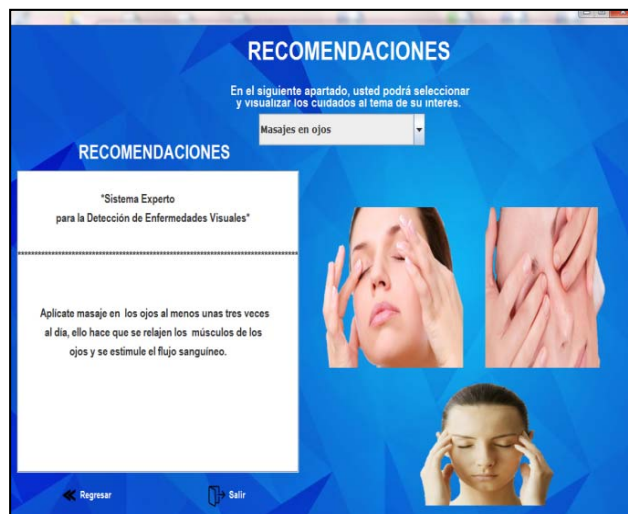 RECOMENDACIONES
En el siguiente apartado, usted podrá seleccionar
y visualizar los cuidados al tema de su interés.
Masajes en ojos
RECOMENDACIONES
"Sistema Experto
para la Detección de Enfermedades Visuales"
Aplícate masaje en los ojos al menos unas tres veces
al día, ello hace que se relajen los músculos de los
ojos y se estimule el flujo sanguíneo.
Regresar
Salir